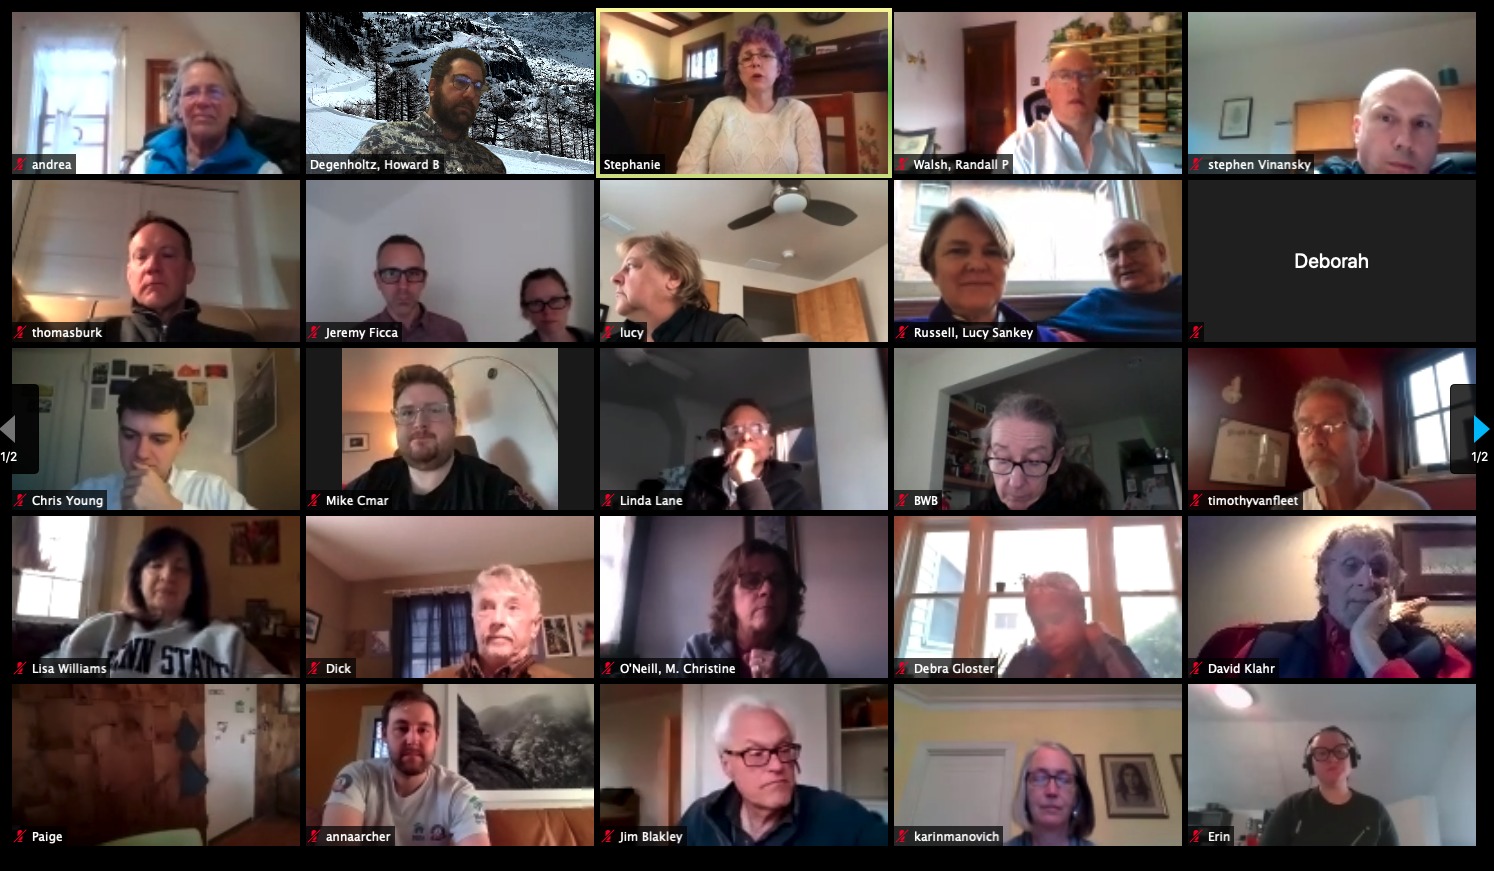 andrea
Degenholtz, Howard B
Stephanie
Walsh, Randall P
stephen Vinansky
thomasburk
Jeremy Ficca
lucy
Russell, Lucy Sankey
Deborah
1/2
1/2
Chris Young
Mike Cmar
Linda Lane
BWB
timothyvanfleet
Lisa Williams
NN STAT
Dick
O'Neill, M. Christine
Debra Gloster
David Klahr
Paige
annaarcher
Jim Blakley
karinmanovich
Erin